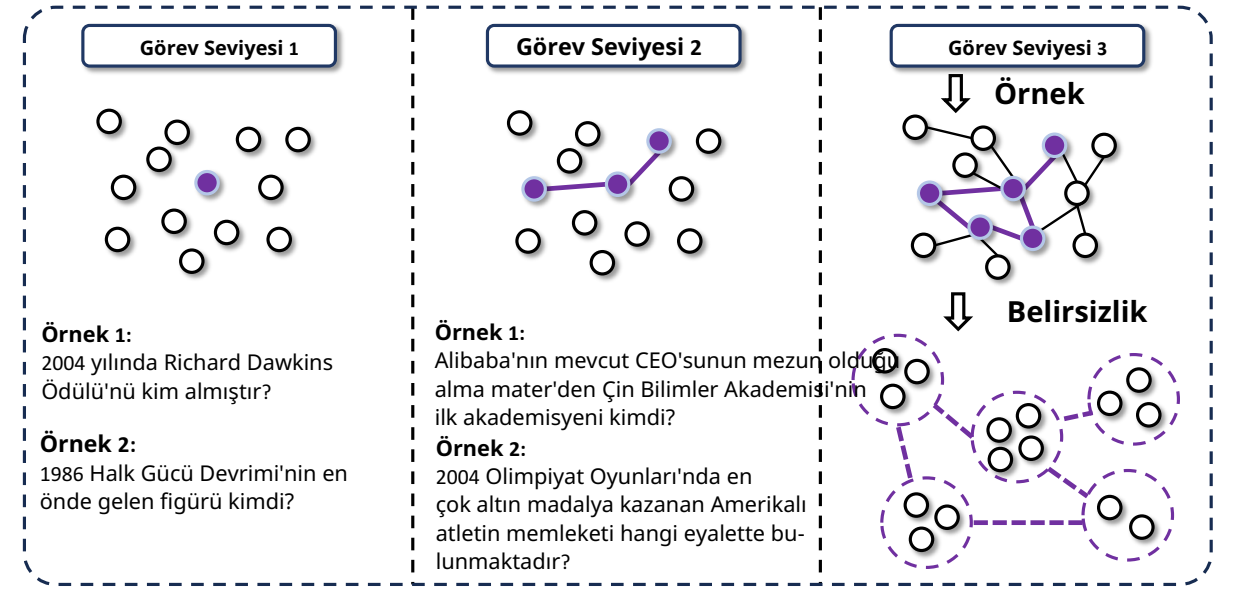 Görev Seviyesi 1
Örnek 1:
2004 yılında Richard Dawkins
Ödülü'nü kim almıştır?
Örnek 2:
1986 Halk Gücü Devrimi'nin en
önde gelen figürü kimdi?
Görev Seviyesi 2
Örnek 1:
Alibaba'nın mevcut CEO'sunun mezun olduğu
alma mater'den Çin Bilimler Akademisi'nin
ilk akademisyeni kimdi?
Örnek 2:
2004 Olimpiyat Oyunları'nda en
çok altın madalya kazanan Amerikalı
atletin memleketi hangi eyalette bu-
lunmaktadır?
Görev Seviyesi 3
Örnek
Belirsizlik